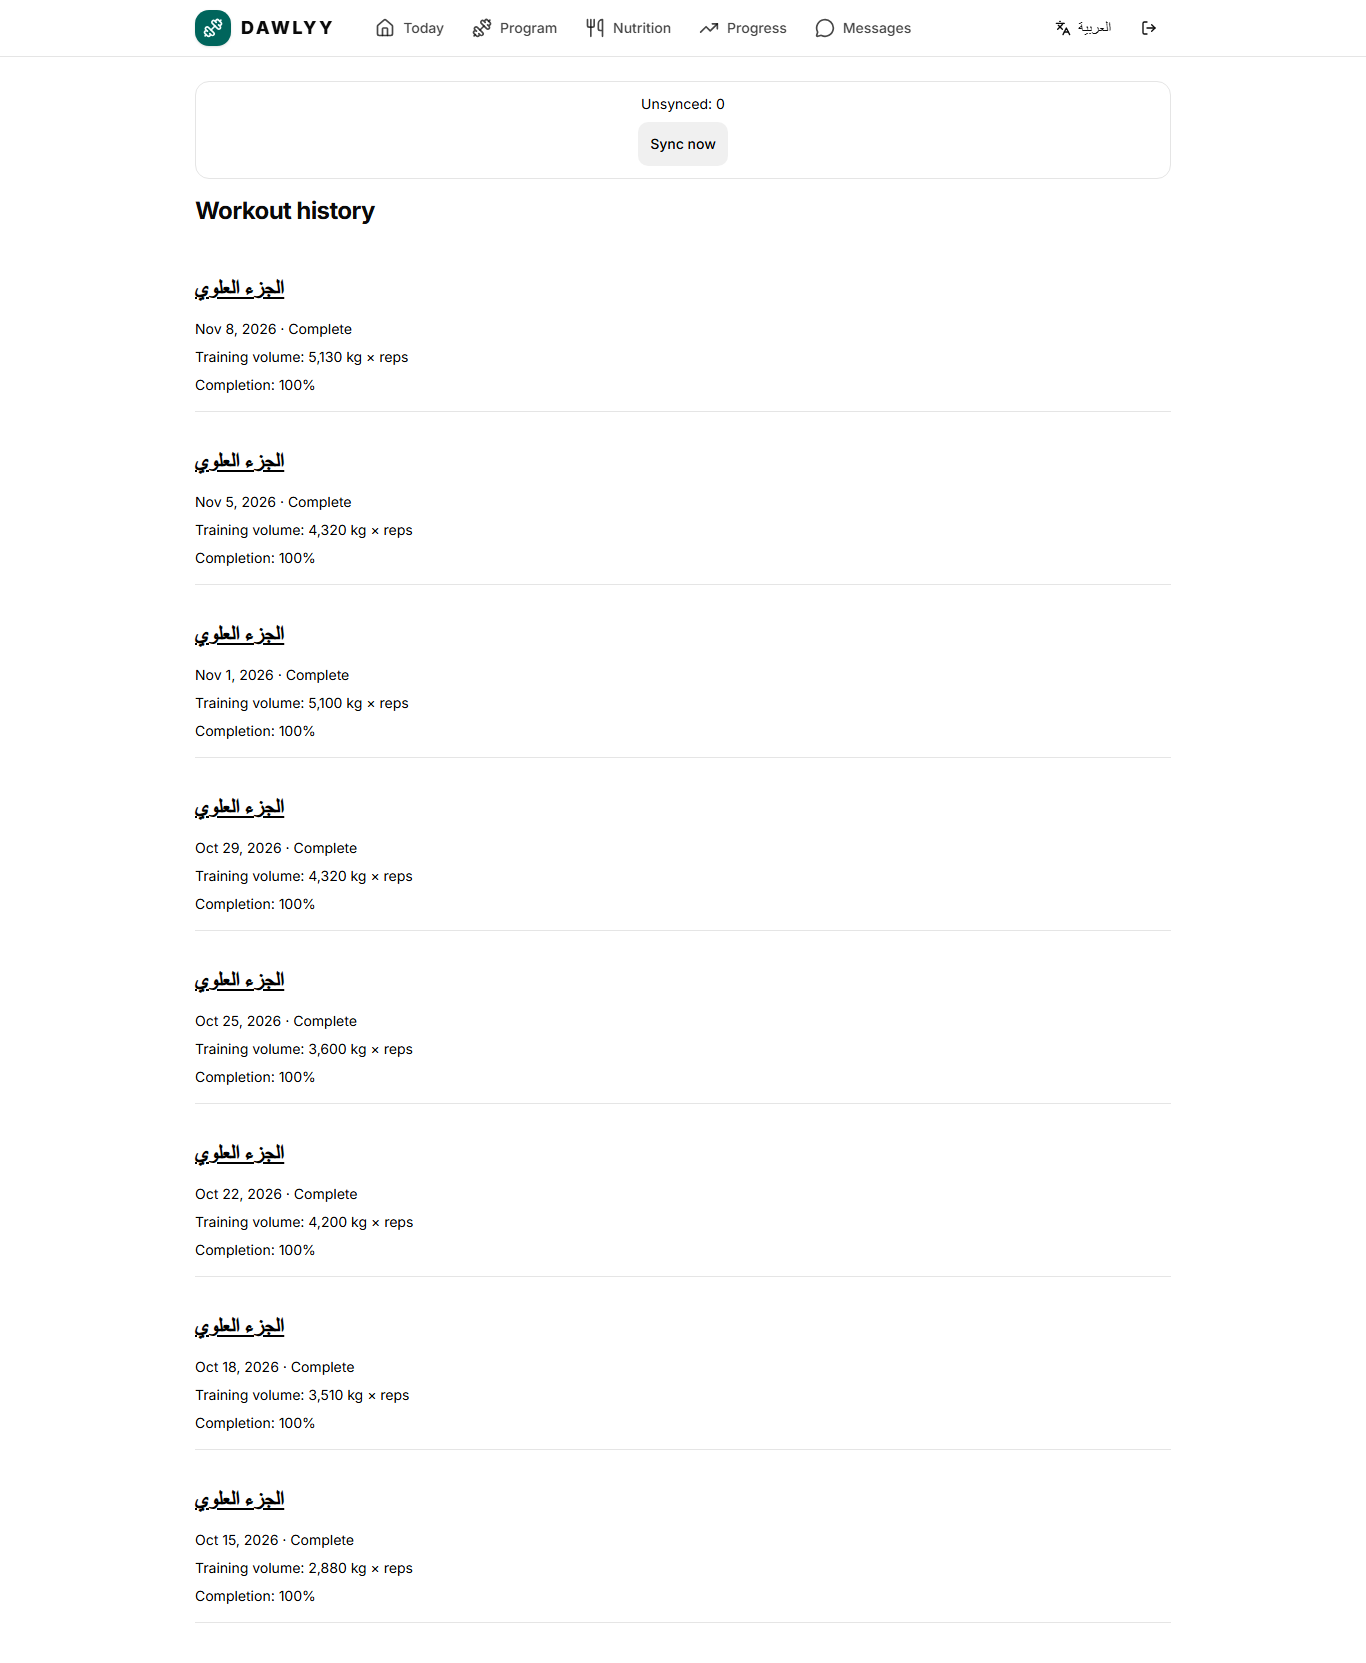 DAWLYY
Today
Program
Nutrition
Progress
Messages
العربية
Unsynced: 0
Sync now
Workout history
الجزء العلوي
Nov 8, 2026 · Complete
Training volume: 5,130 kg × reps
Completion: 100%
الجزء العلوي
Nov 5, 2026 · Complete
Training volume: 4,320 kg × reps
Completion: 100%
الجزء العلوي
Nov 1, 2026 · Complete
Training volume: 5,100 kg × reps
Completion: 100%
الجزء العلوي
Oct 29, 2026 · Complete
Training volume: 4,320 kg × reps
Completion: 100%
الجزء العلوي
Oct 25, 2026 · Complete
Training volume: 3,600 kg × reps
Completion: 100%
الجزء العلوي
Oct 22, 2026 · Complete
Training volume: 4,200 kg × reps
Completion: 100%
الجزء العلوي
Oct 18, 2026 · Complete
Training volume: 3,510 kg × reps
Completion: 100%
الجزء العلوي
Oct 15, 2026 · Complete
Training volume: 2,880 kg × reps
Completion: 100%